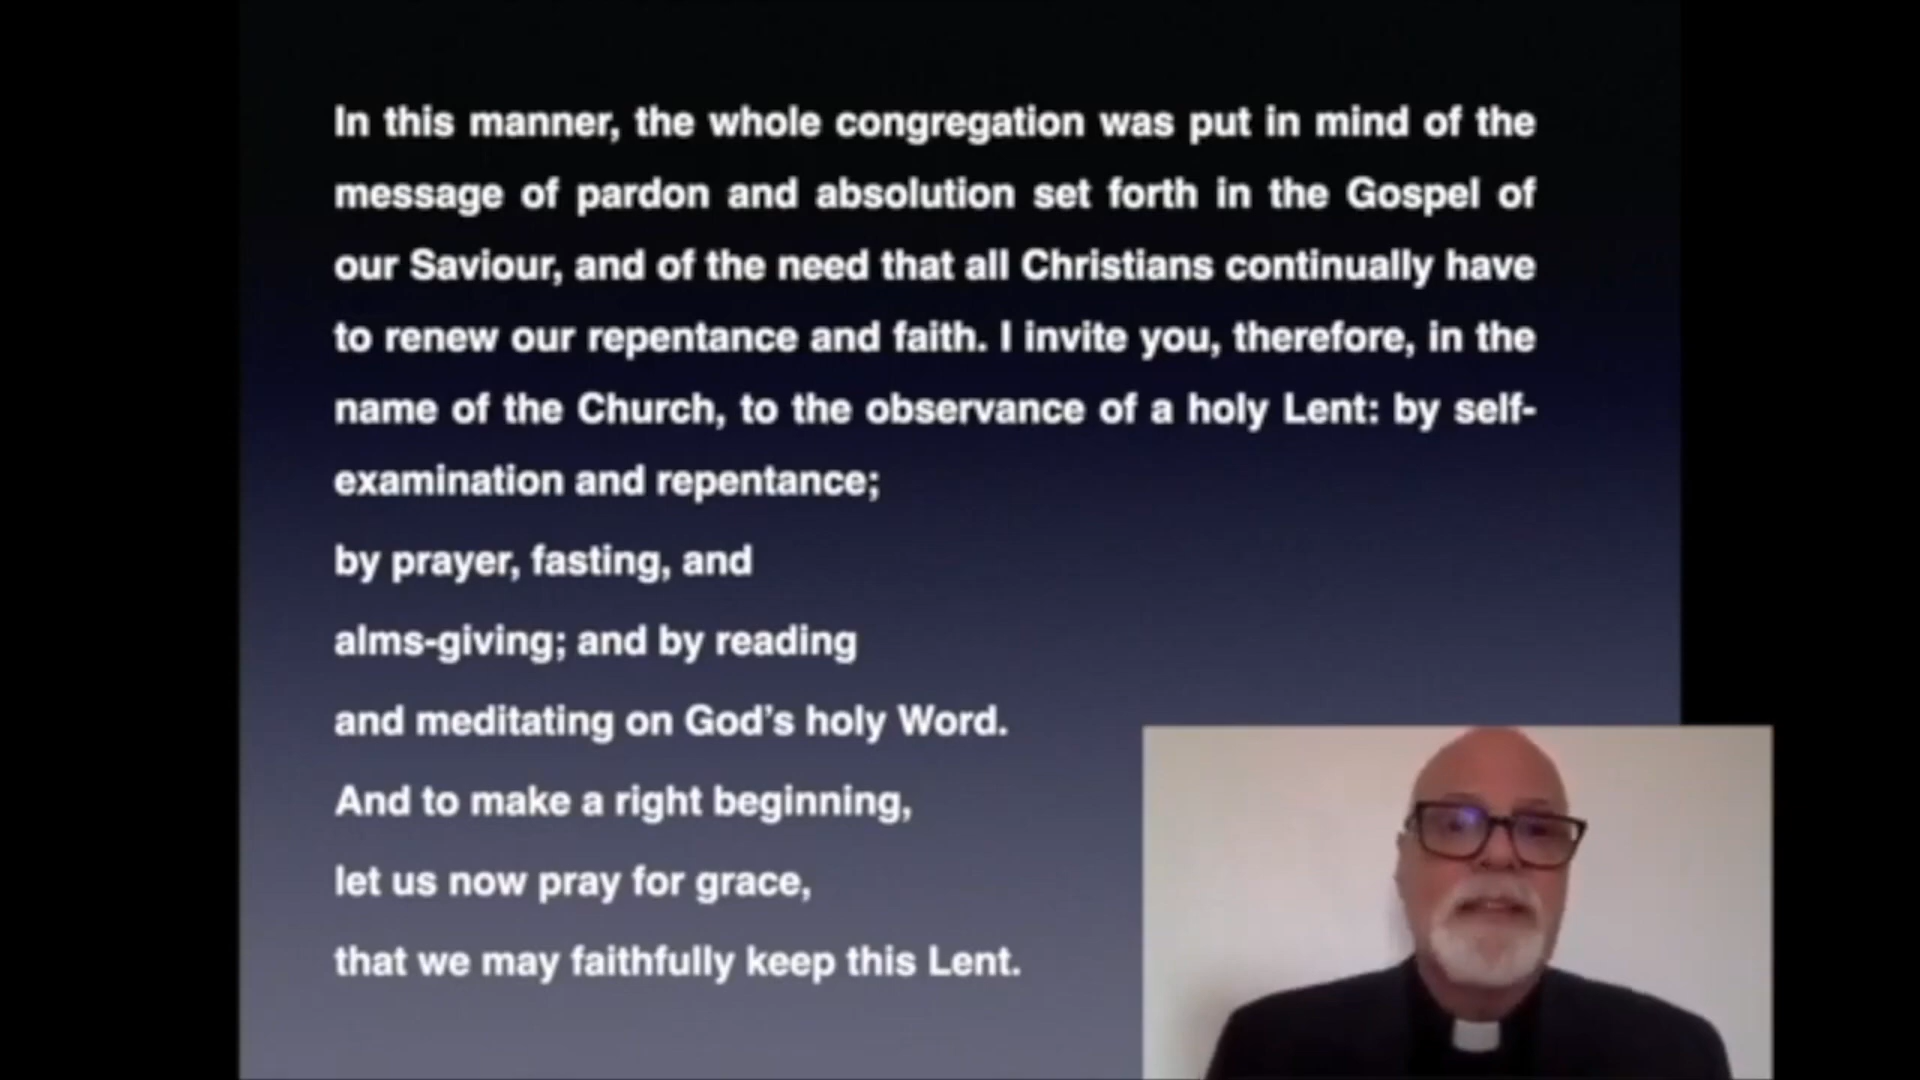 In this manner, the whole congregation was put in mind of the
message of pardon and absolution set forth in the Gospel of
our Saviour, and of the need that all Christians continually have
to renew our repentance and faith. I invite you, therefore, in the
name of the Church, to the observance of a holy Lent: by self-
examination and repentance;
by prayer, fasting, and
alms-giving; and by reading
and meditating on God’s holy Word.
And to make a right beginning,
let us now pray for grace,
that we may faithfully keep this Lent.